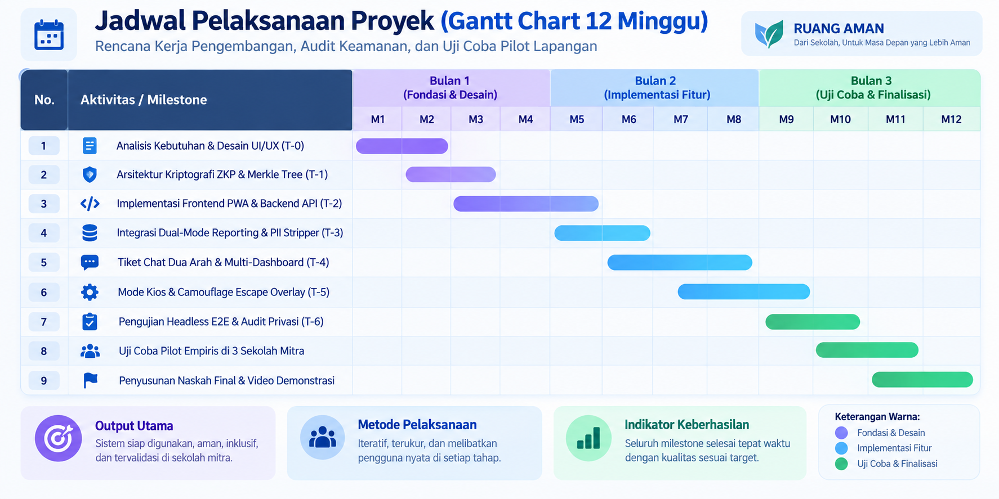 Jadwal Pelaksanaan Proyek (Gantt Chart 12 Minggu)
Rencana Kerja Pengembangan, Audit Keamanan, dan Uji Coba Pilot Lapangan
RUANG AMAN
Dari Sekolah, Untuk Masa Depan yang Lebih Aman
No.
Aktivitas / Milestone
Bulan 1
(Fondasi & Desain)
Bulan 2
(Implementasi Fitur)
Bulan 3
(Uji Coba & Finalisasi)
M1 M2 M3 M4 M5 M6 M7 M8 M9 M10 M11 M12
1 Analisis Kebutuhan & Desain UI/UX (T-0)
2 Arsitektur Kriptografi ZKP & Merkle Tree (T-1)
3 Implementasi Frontend PWA & Backend API (T-2)
4 Integrasi Dual-Mode Reporting & PII Stripper (T-3)
5 Tiket Chat Dua Arah & Multi-Dashboard (T-4)
6 Mode Kios & Camouflage Escape Overlay (T-5)
7 Pengujian Headless E2E & Audit Privasi (T-6)
8 Uji Coba Pilot Empiris di 3 Sekolah Mitra
9 Penyusunan Naskah Final & Video Demonstrasi
Output Utama
Sistem siap digunakan, aman, inklusif,
dan tervalidasi di sekolah mitra.
Metode Pelaksanaan
Iteratif, terukur, dan melibatkan
pengguna nyata di setiap tahap.
Indikator Keberhasilan
Seluruh milestone selesai tepat waktu
dengan kualitas sesuai target.
Keterangan Warna:
Fondasi & Desain
Implementasi Fitur
Uji Coba & Finalisasi